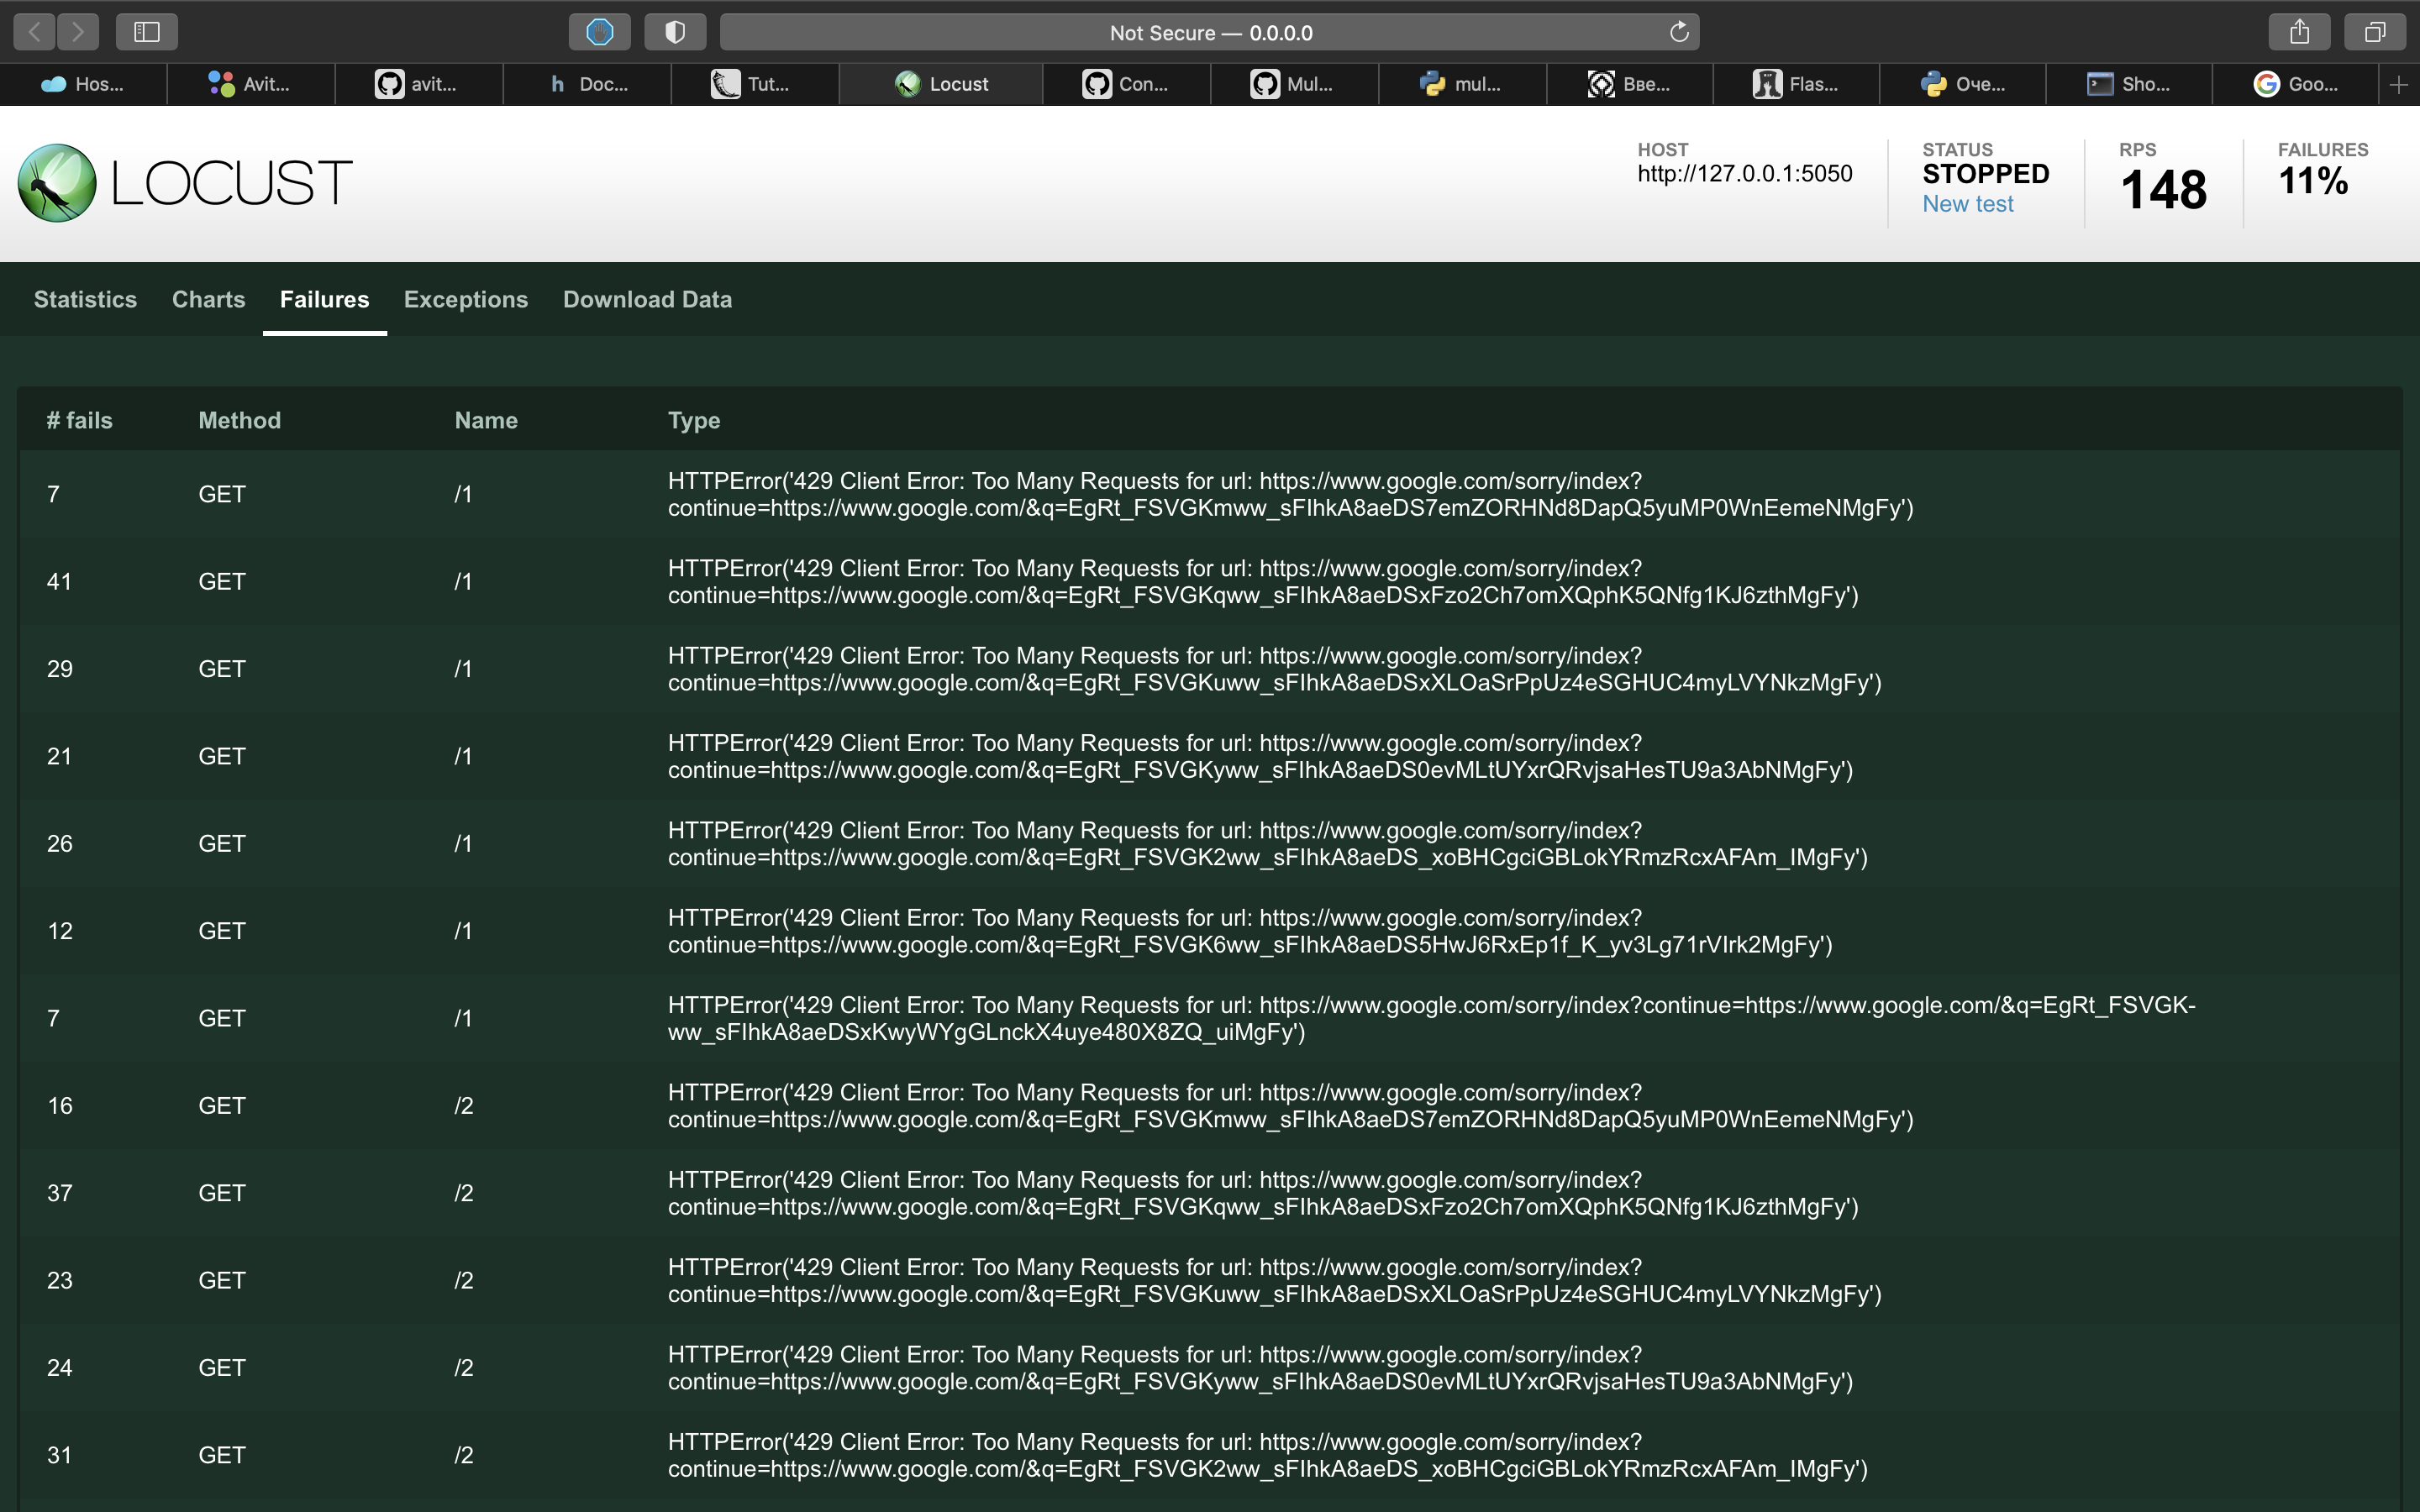 Not Secure — 0.0.0.0
Hos...
Avit...
avit...
Doc...
Tut...
Locust
Con...
Mul...
mul...
Вве...
Flas...
Оче...
Sho...
Goo...
LOCUST
HOST
http://127.0.0.1:5050
STATUS
STOPPED
New test
RPS
148
FAILURES
11%
Statistics Charts Failures Exceptions Download Data
# fails Method Name Type
7 GET /1 HTTPError('429 Client Error: Too Many Requests for url: https://www.google.com/sorry/index?
continue=https://www.google.com/&q=EgRt_FSVGKmww_sFIhkA8aeDS7emZORHNd8DapQ5yuMP0WnEemeNMgFy')
41 GET /1 HTTPError('429 Client Error: Too Many Requests for url: https://www.google.com/sorry/index?
continue=https://www.google.com/&q=EgRt_FSVGKqww_sFIhkA8aeDSxFzo2Ch7omXQphK5QNfg1KJ6zthMgFy')
29 GET /1 HTTPError('429 Client Error: Too Many Requests for url: https://www.google.com/sorry/index?
continue=https://www.google.com/&q=EgRt_FSVGKuww_sFIhkA8aeDSxXLOaSrPpUz4eSGHUC4myLVYNkzMgFy')
21 GET /1 HTTPError('429 Client Error: Too Many Requests for url: https://www.google.com/sorry/index?
continue=https://www.google.com/&q=EgRt_FSVGKyww_sFIhkA8aeDS0evMLtUYxrQRvjsaHesTU9a3AbNMgFy')
26 GET /1 HTTPError('429 Client Error: Too Many Requests for url: https://www.google.com/sorry/index?
continue=https://www.google.com/&q=EgRt_FSVGK2ww_sFIhkA8aeDS_xoBHCgciGBLokYRmzRcxAFAm_IMgFy')
12 GET /1 HTTPError('429 Client Error: Too Many Requests for url: https://www.google.com/sorry/index?
continue=https://www.google.com/&q=EgRt_FSVGK6ww_sFIhkA8aeDS5HwJ6RxEp1f_K_yv3Lg71rVIrk2MgFy')
7 GET /1 HTTPError('429 Client Error: Too Many Requests for url: https://www.google.com/sorry/index?continue=https://www.google.com/&q=EgRt_FSVGK-
ww_sFIhkA8aeDSxKwyWYgGLnckX4uye480X8ZQ_uiMgFy')
16 GET /2 HTTPError('429 Client Error: Too Many Requests for url: https://www.google.com/sorry/index?
continue=https://www.google.com/&q=EgRt_FSVGKmww_sFIhkA8aeDS7emZORHNd8DapQ5yuMP0WnEemeNMgFy')
37 GET /2 HTTPError('429 Client Error: Too Many Requests for url: https://www.google.com/sorry/index?
continue=https://www.google.com/&q=EgRt_FSVGKqww_sFIhkA8aeDSxFzo2Ch7omXQphK5QNfg1KJ6zthMgFy')
23 GET /2 HTTPError('429 Client Error: Too Many Requests for url: https://www.google.com/sorry/index?
continue=https://www.google.com/&q=EgRt_FSVGKuww_sFIhkA8aeDSxXLOaSrPpUz4eSGHUC4myLVYNkzMgFy')
24 GET /2 HTTPError('429 Client Error: Too Many Requests for url: https://www.google.com/sorry/index?
continue=https://www.google.com/&q=EgRt_FSVGKyww_sFIhkA8aeDS0evMLtUYxrQRvjsaHesTU9a3AbNMgFy')
31 GET /2 HTTPError('429 Client Error: Too Many Requests for url: https://www.google.com/sorry/index?
continue=https://www.google.com/&q=EgRt_FSVGK2ww_sFIhkA8aeDS_xoBHCgciGBLokYRmzRcxAFAm_IMgFy')